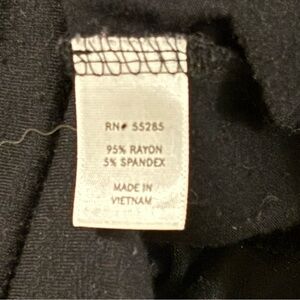 RN# 55285
95% RAYON
5% SPANDEX
MADE IN
VIETNAM